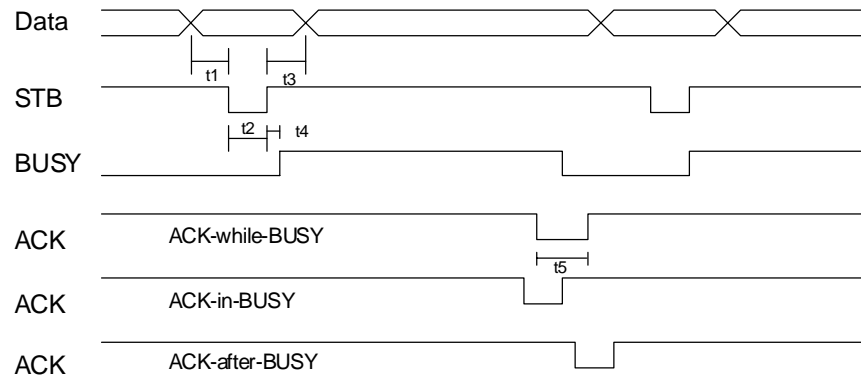 Data
t1
t3
STB
t2
t4
BUSY
ACK
ACK-while-BUSY
t5
ACK
ACK-in-BUSY
ACK
ACK-after-BUSY